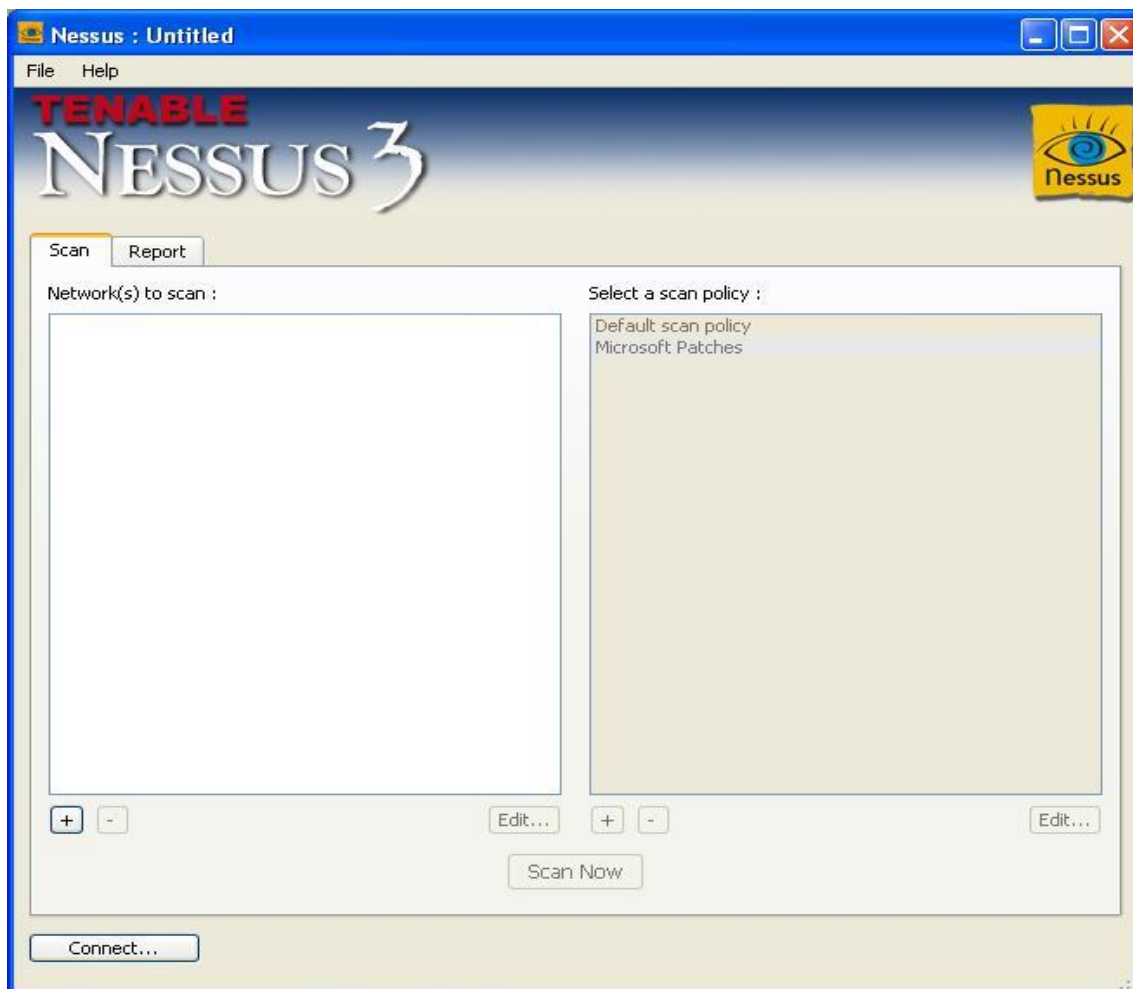 Nessus : Untitled
File Help
TENABLE
NESSUS 3
nessus
Scan Report
Network(s) to scan :
Select a scan policy :
Default scan policy
Microsoft Patches
+ - Edit... + - Edit...
Scan Now
Connect...